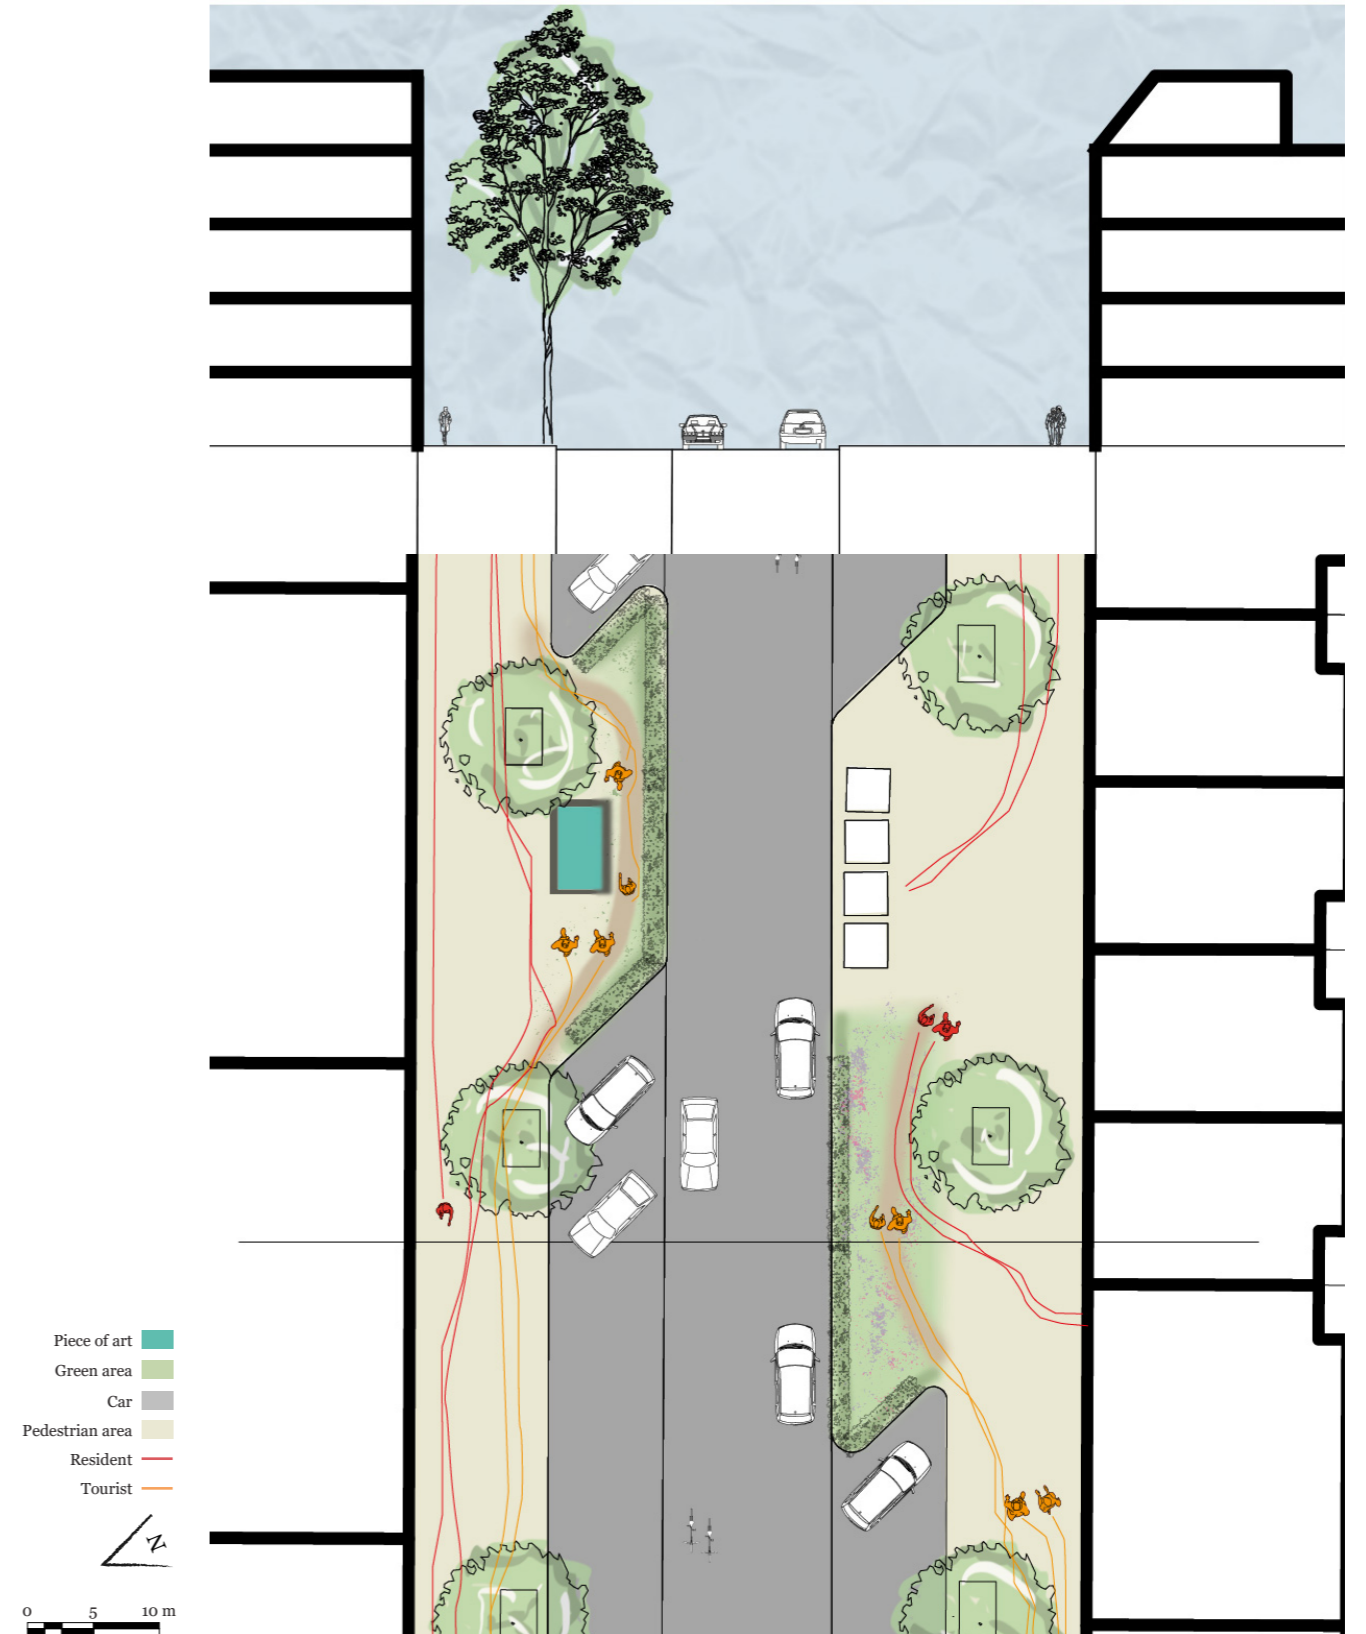 Piece of art
Green area
Car
Pedestrian area
Resident
Tourist
N
0 5 10 m